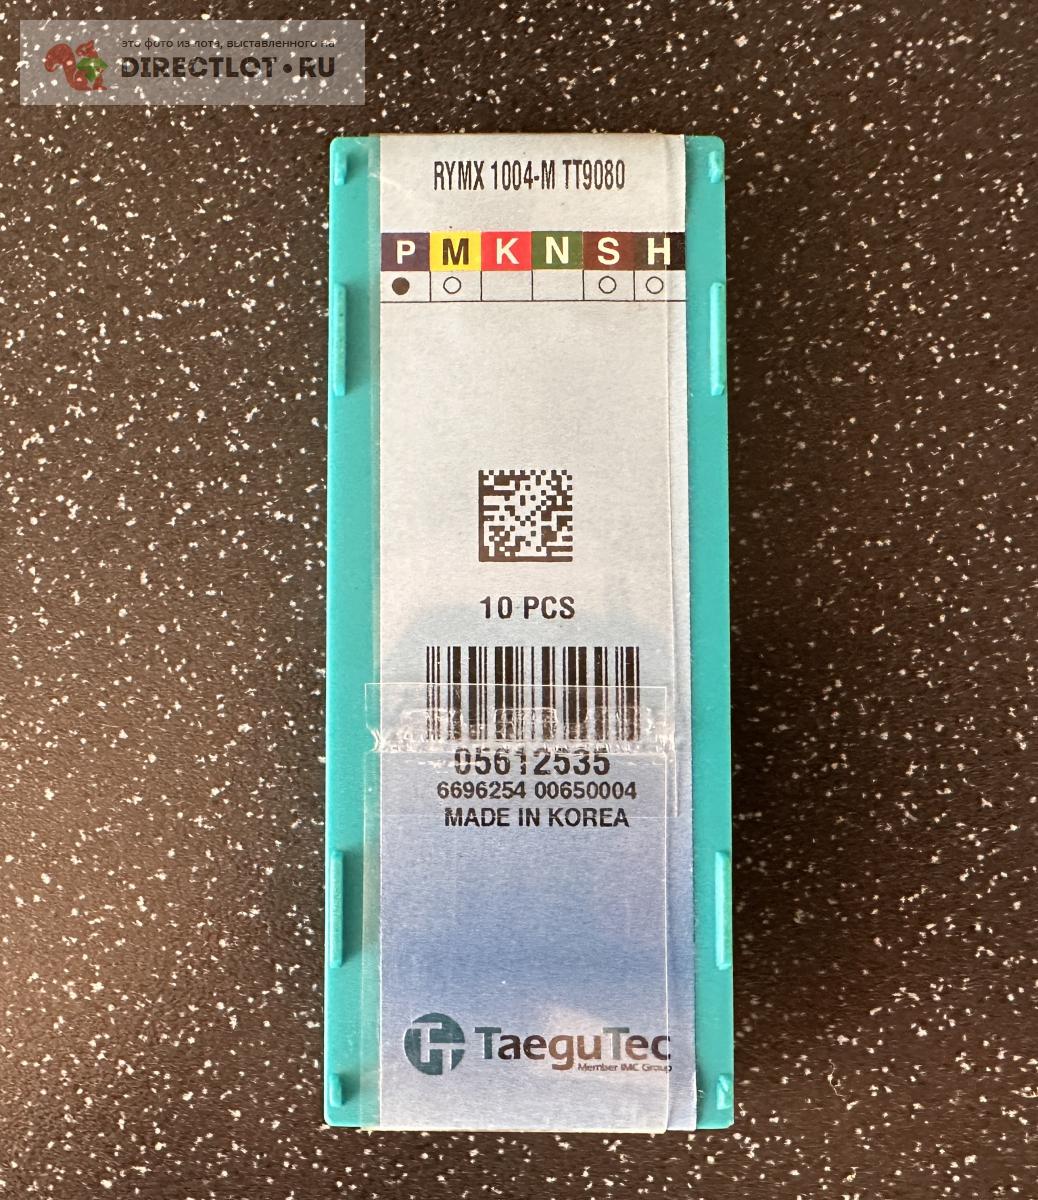 это фото из лота, выставленного на
DIRECTLOT.RU
RYMX 1004-M TT9080
P M K N S H
10 PCS
05612535
6696254 00650004
MADE IN KOREA
TaeguTec
Member IMC Group